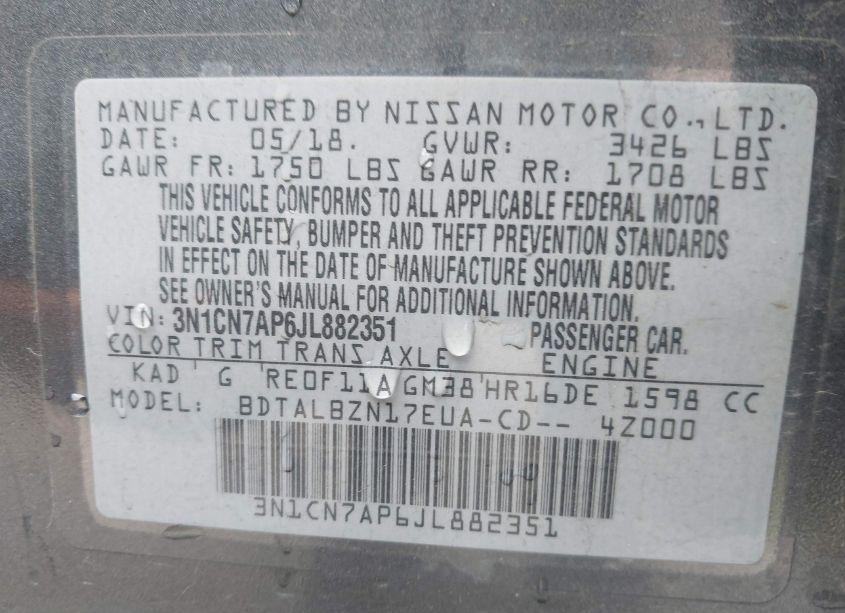 MANUFACTURED BY NISSAN MOTOR CO., LTD.
DATE: 05/18. GVWR: 3426 LBS
GAWR FR: 1750 LBS GAWR RR: 1708 LBS
THIS VEHICLE CONFORMS TO ALL APPLICABLE FEDERAL MOTOR
VEHICLE SAFETY, BUMPER AND THEFT PREVENTION STANDARDS
IN EFFECT ON THE DATE OF MANUFACTURE SHOWN ABOVE.
SEE OWNER'S MANUAL FOR ADDITIONAL INFORMATION.
VIN: 3N1CN7AP6JL882351 PASSENGER CAR.
COLOR TRIM TRANS AXLE ENGINE
KAD G RE0F11A GM38 HR16DE 1598 CC
MODEL: BDTALBZN17EUA-CD-- 4Z000
3N1CN7AP6JL882351